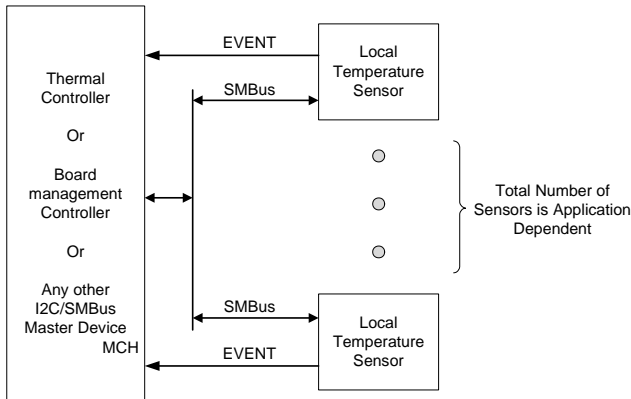 Thermal
Controller
Or
Board
management
Controller
Or
Any other
I2C/SMBus
Master Device
MCH
EVENT
SMBus
Local
Temperature
Sensor
Total Number of
Sensors is Application
Dependent
SMBus
EVENT
Local
Temperature
Sensor